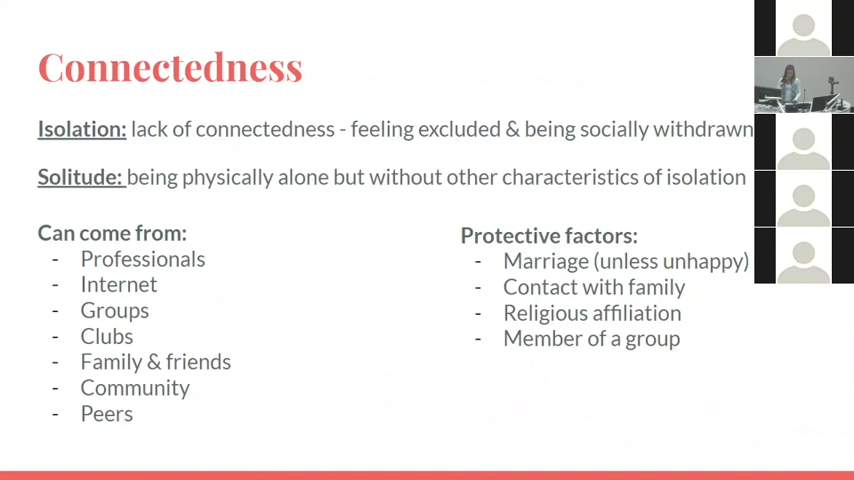 Connectedness
Isolation: lack of connectedness - feeling excluded & being socially withdrawn
Solitude: being physically alone but without other characteristics of isolation
Can come from:
- Professionals
- Internet
- Groups
- Clubs
- Family & friends
- Community
- Peers
Protective factors:
- Marriage (unless unhappy)
- Contact with family
- Religious affiliation
- Member of a group